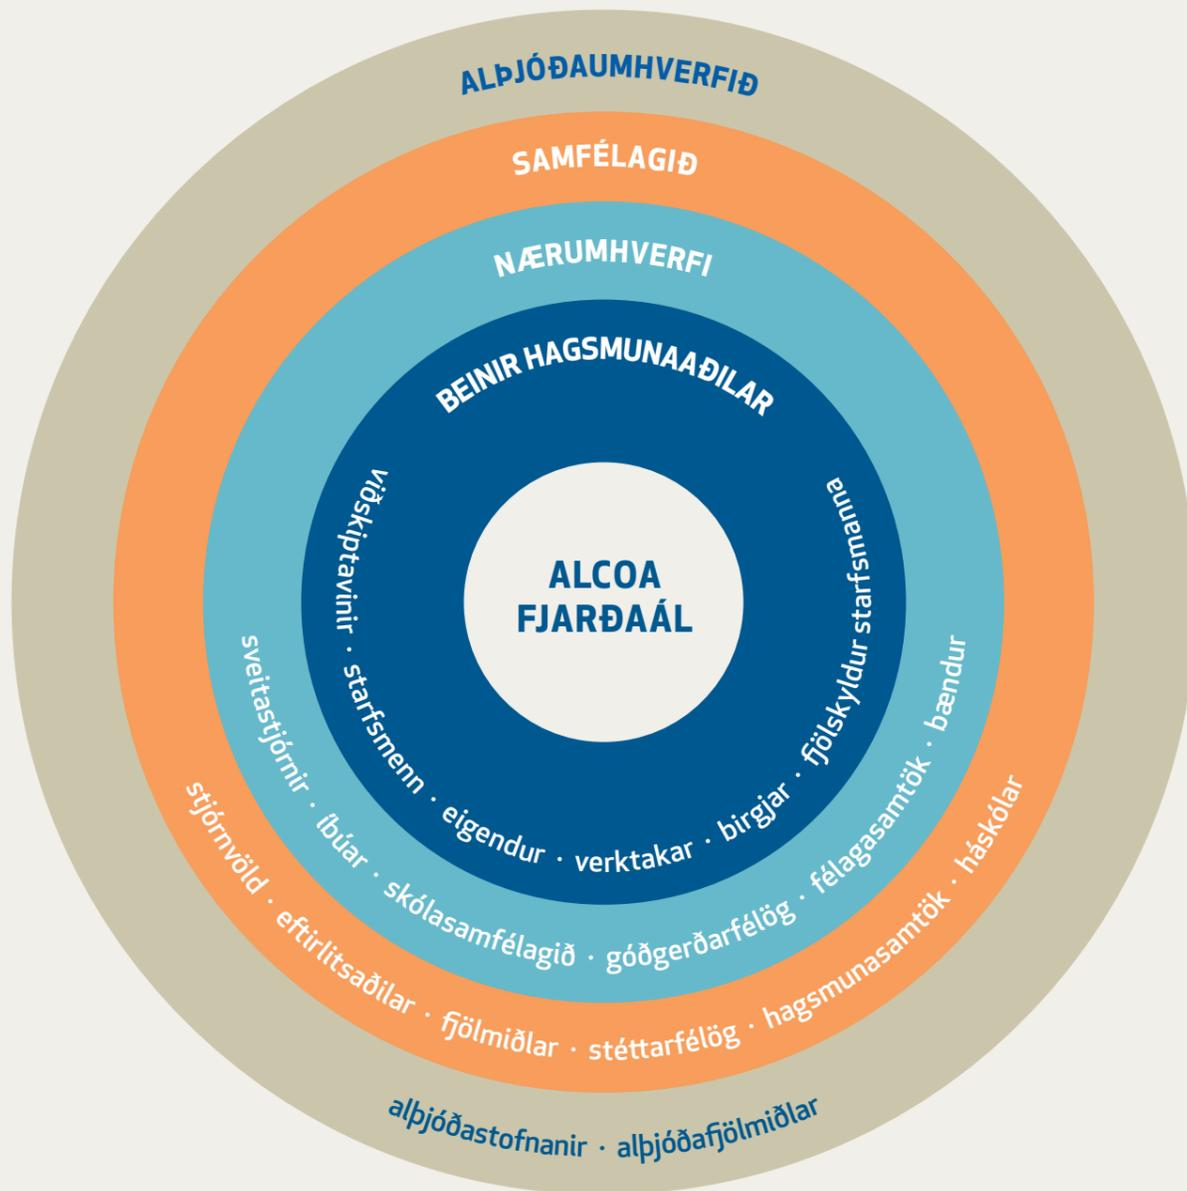 ALÞJÓÐAUMHVERFIÐ
SAMFÉLAGIÐ
NÆRUMHVERFI
BEINIR HAGSMUNAAÐILAR
ALCOA
FJARÐAÁL
viðskiptavinir · starfsmenn · eigendur · verktakar · birgjar · fjölskyldur starfsmanna
sveitastjórnir · íbúar · skólasamfélagið · góðgerðarfélög · félagasamtök · bændur
stjórnvöld · eftirlitsaðilar · fjölmiðlar · stéttarfélög · hagsmunasamtök · háskólar
alþjóðastofnanir · alþjóðafjölmiðlar